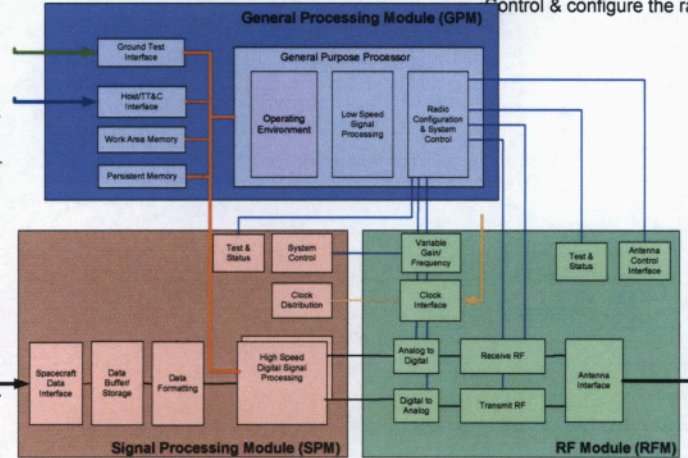 Control & configure the ra
General Processing Module (GPM)
Ground Test
Interface
Host/TT&C
Interface
Work Area Memory
Persistent Memory
General Purpose Processor
Operating
Environment
Low Speed
Signal
Processing
Radio
Configuration
& System
Control
Test &
Status
System
Control
Clock
Distribution
Spacecraft
Data
Interface
Data
Buffer/
Storage
Data
Formatting
High Speed
Digital Signal
Processing
Signal Processing Module (SPM)
Variable
Gain/
Frequency
Clock
Interface
Test &
Status
Antenna
Control
Interface
Analog to
Digital
Receive RF
Digital to
Analog
Transmit RF
Antenna
Interface
RF Module (RFM)